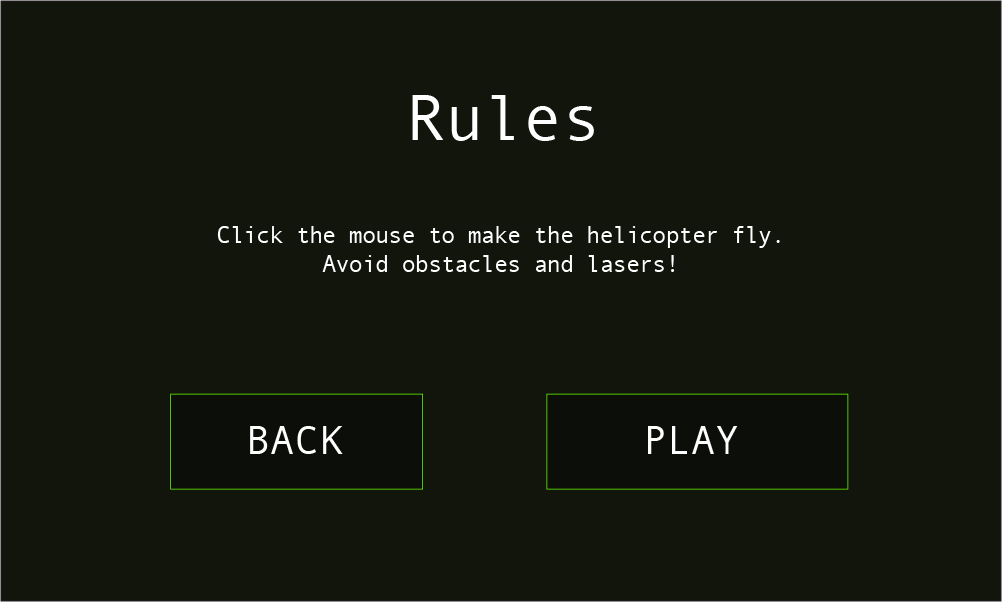 Rules
Click the mouse to make the helicopter fly.
Avoid obstacles and lasers!
BACK
PLAY